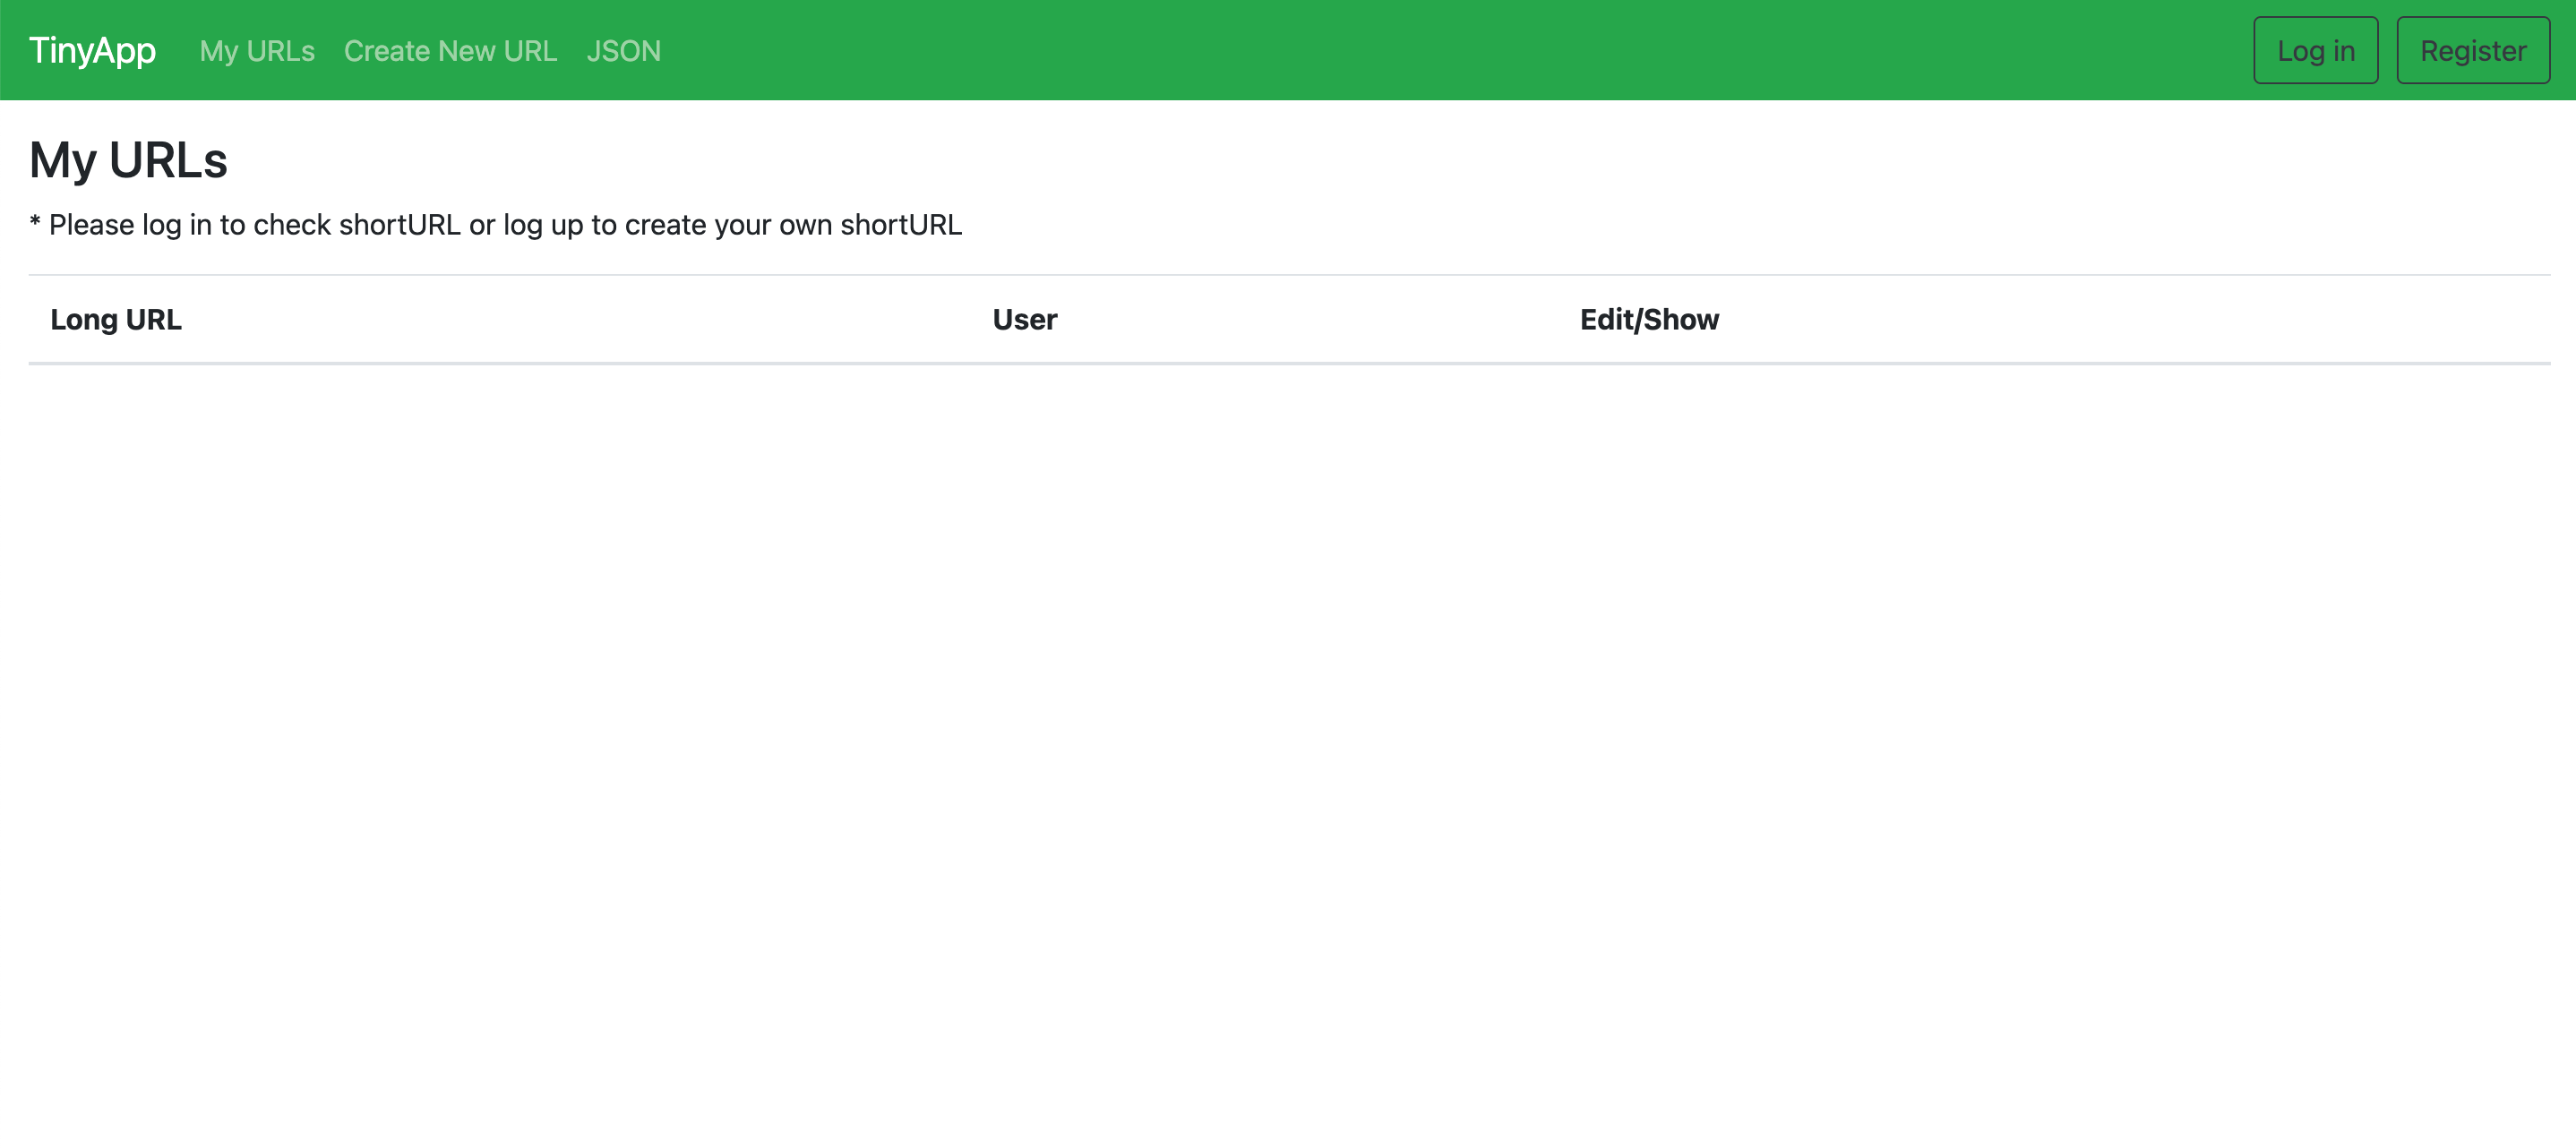 TinyApp My URLs Create New URL JSON Log in Register
My URLs
* Please log in to check shortURL or log up to create your own shortURL
Long URL User Edit/Show